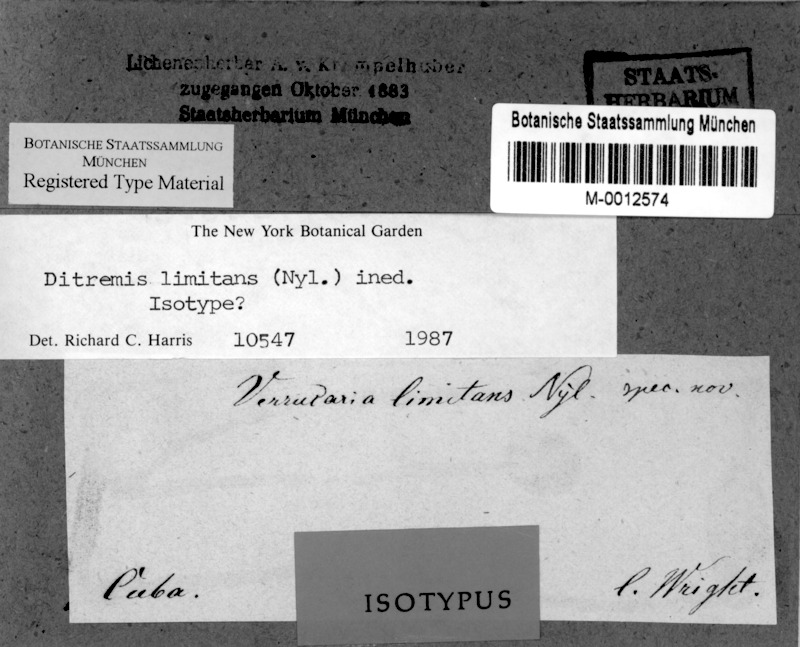 Lichenenherbar A. v. Krempelhuber
zugegangen Oktober 1883
Staatsherbarium München
STAATS-
HERBARIUM
Botanische Staatssammlung München
M-0012574
BOTANISCHE STAATSSAMMLUNG
MÜNCHEN
Registered Type Material
The New York Botanical Garden
Ditremis limitans (Nyl.) ined.
Isotype?
Det. Richard C. Harris 10547 1987
Verrucaria limitans Nyl. spec. nov.
Cuba.
C. Wright.
ISOTYPUS